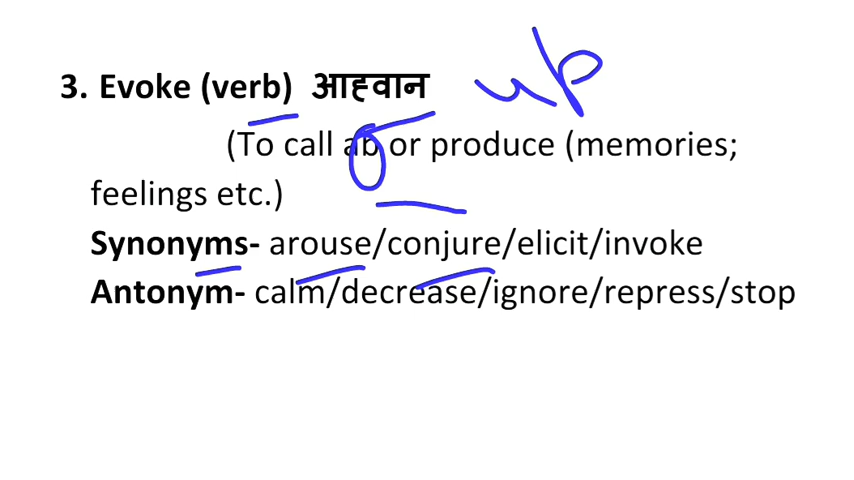 3. Evoke (verb) आह्वान up
(To call ab or produce (memories;
feelings etc.)
Synonyms- arouse/conjure/elicit/invoke
Antonym- calm/decrease/ignore/repress/stop